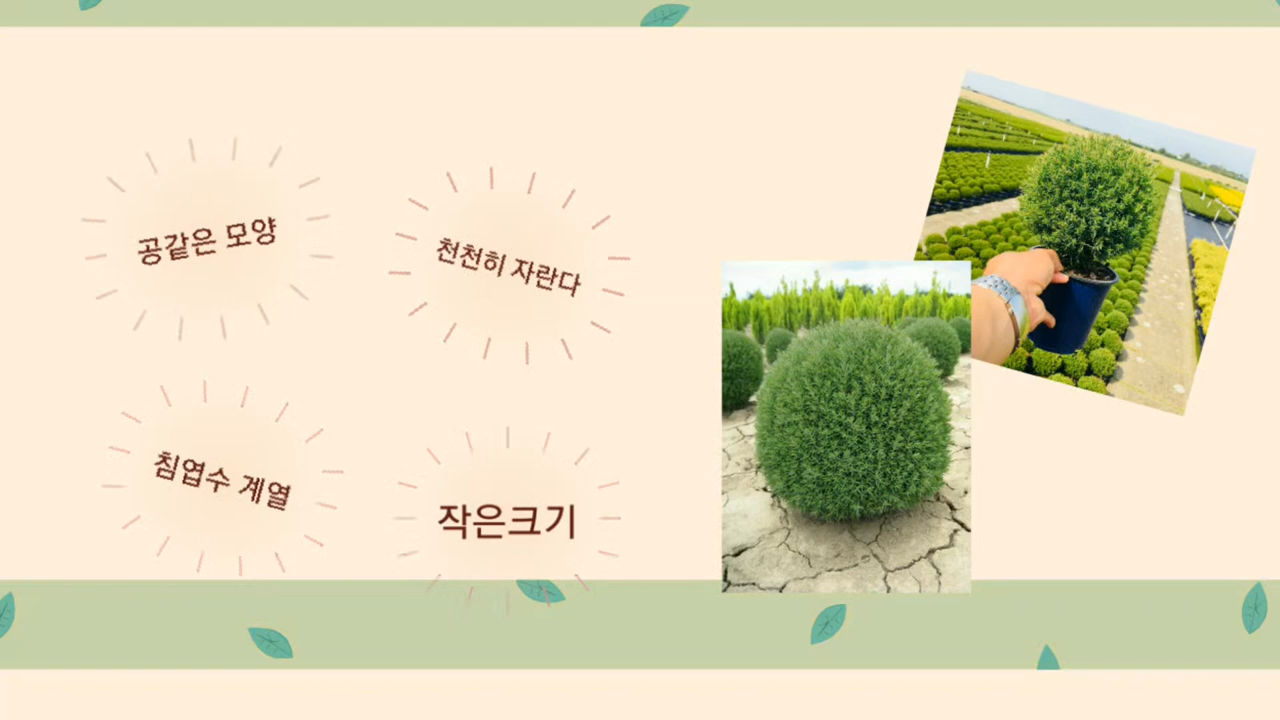 공같은 모양
천천히 자란다
침엽수 계열
작은크기